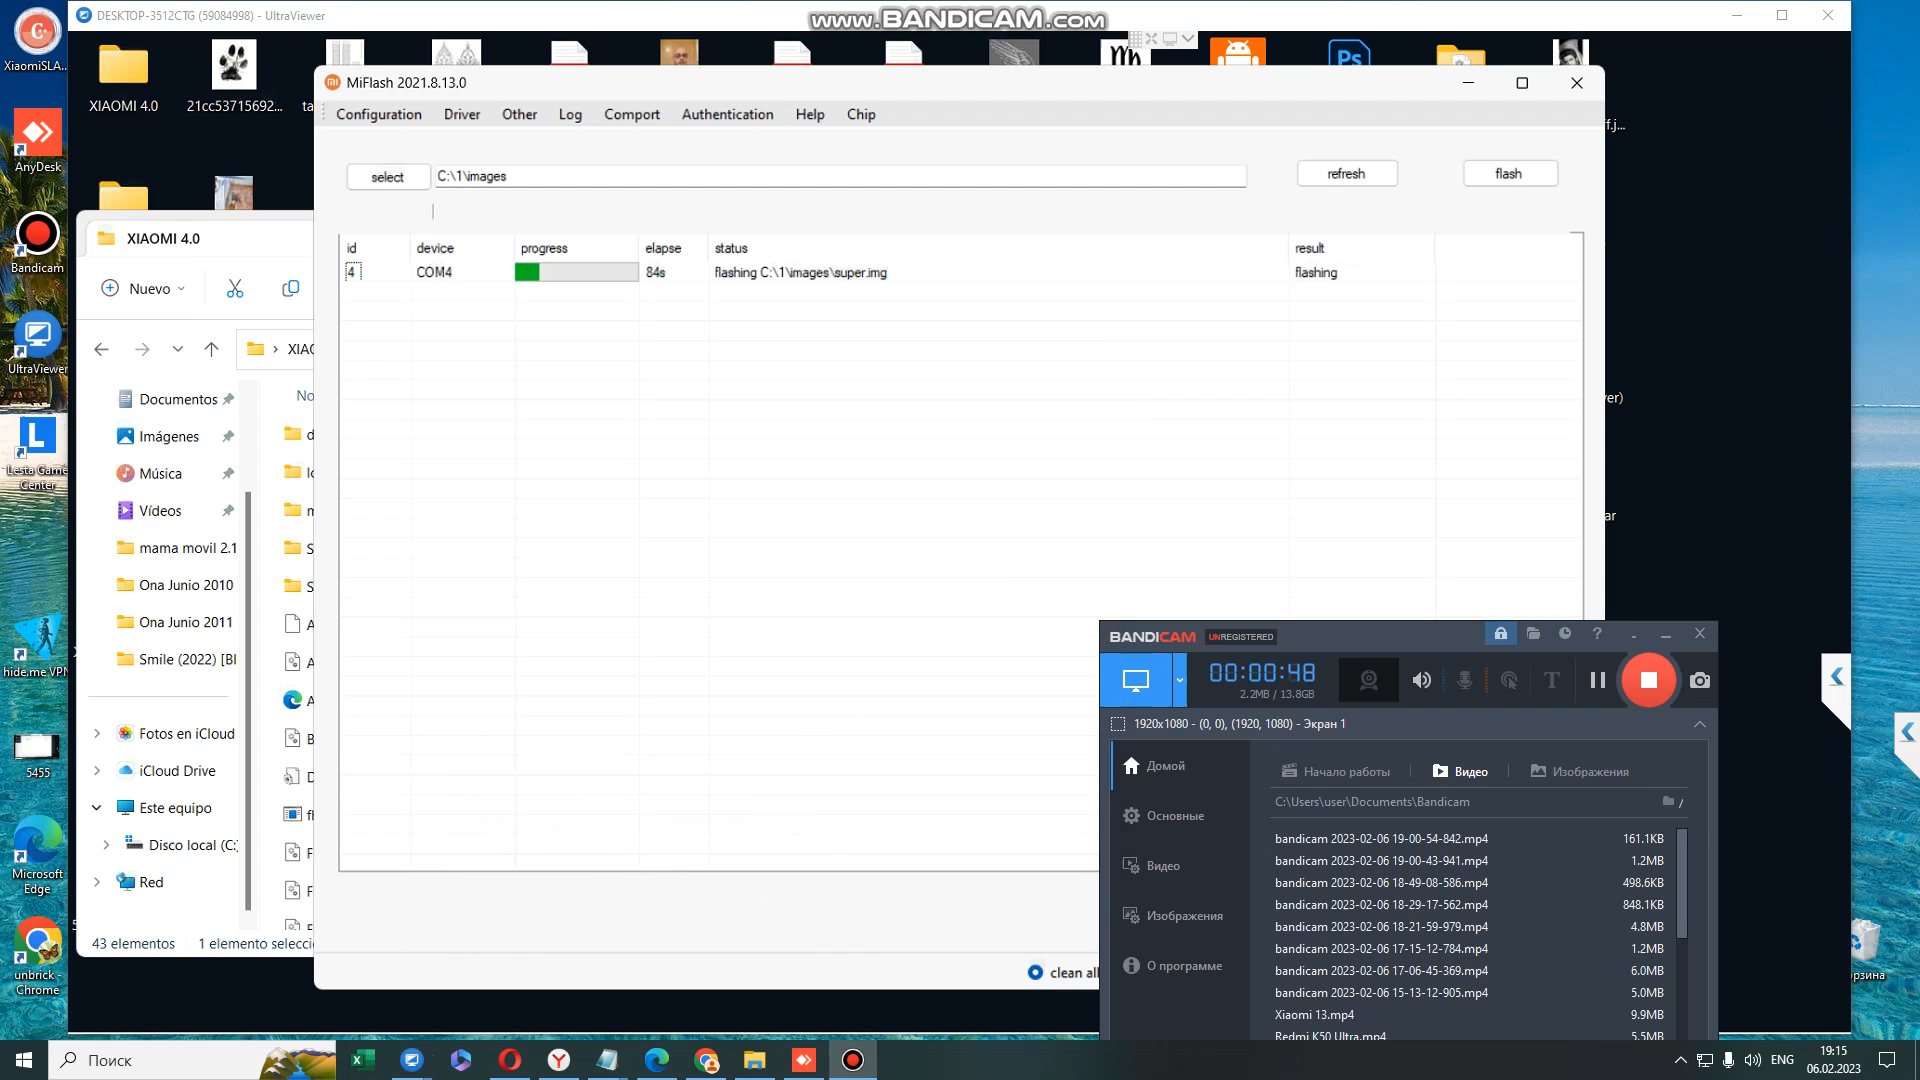 DESKTOP-3512CTG (59084998) - UltraViewer
www.BANDICAM.com
XiaomiSLA...
XIAOMI 4.0
21cc53715692...
ta
Ps
AnyDesk
Bandicam
UltraViewer
Lesta Game
Center
hide.me VPN
5455
Microsoft
Edge
unbrick -
Chrome
MiFlash 2021.8.13.0
Configuration
Driver
Other
Log
Comport
Authentication
Help
Chip
select
C:\1\images
refresh
flash
id
device
progress
elapse
status
result
4
COM4
84s
flashing C:\1\images\super.img
flashing
clean all
XIAOMI 4.0
Nuevo
XIA
Documentos
Imágenes
Música
Vídeos
mama movil 2.1
Ona Junio 2010
Ona Junio 2011
Smile (2022) [Bl
Fotos en iCloud
iCloud Drive
Este equipo
Disco local (C:)
Red
No
43 elementos
1 elemento selecci
ff.j...
ver)
ar
BANDICAM
UNREGISTERED
00:00:48
2.2MB / 13.8GB
1920x1080 - (0, 0), (1920, 1080) - Экран 1
Домой
Основные
Видео
Изображения
О программе
Начало работы
Видео
Изображения
C:\Users\user\Documents\Bandicam
bandicam 2023-02-06 19-00-54-842.mp4 161.1KB
bandicam 2023-02-06 19-00-43-941.mp4 1.2MB
bandicam 2023-02-06 18-49-08-586.mp4 498.6KB
bandicam 2023-02-06 18-29-17-562.mp4 848.1KB
bandicam 2023-02-06 18-21-59-979.mp4 4.8MB
bandicam 2023-02-06 17-15-12-784.mp4 1.2MB
bandicam 2023-02-06 17-06-45-369.mp4 6.0MB
bandicam 2023-02-06 15-13-12-905.mp4 5.0MB
Xiaomi 13.mp4 9.9MB
Redmi K50 Ultra.mp4 5.5MB
орзина
Поиск
ENG
19:15
06.02.2023